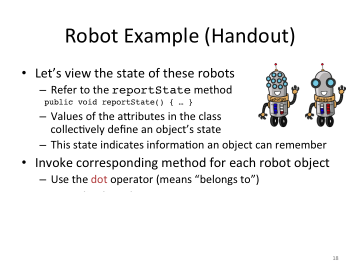 Robot Example (Handout)
• Let's view the state of these robots
– Refer to the reportState method
public void reportState() { … }
– Values of the attributes in the class
collectively define an object's state
– This state indicates information an object can remember
• Invoke corresponding method for each robot object
– Use the dot operator (means "belongs to")
18